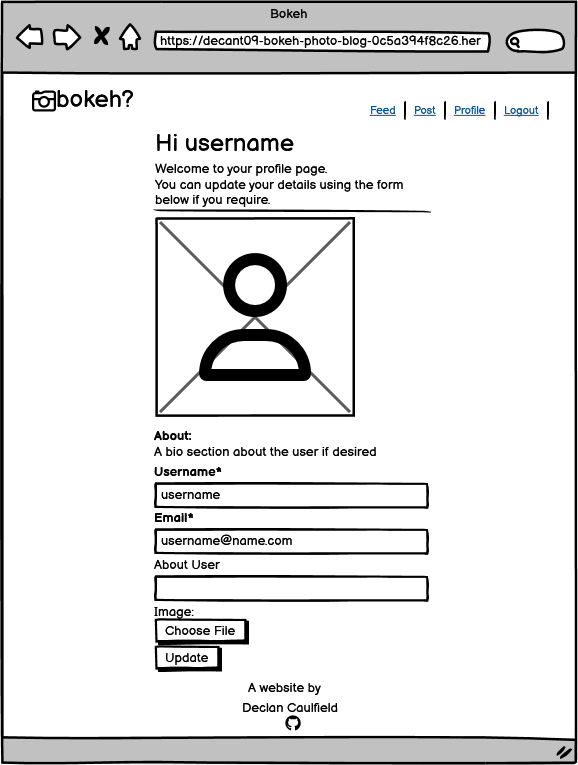 Bokeh
https://decant09-bokeh-photo-blog-0c5a394f8c26.her
bokeh?
Feed Post Profile Logout
Hi username
Welcome to your profile page.
You can update your details using the form
below if you require.
About:
A bio section about the user if desired
Username*
username
Email*
username@name.com
About User
Image:
Choose File
Update
A website by
Declan Caulfield